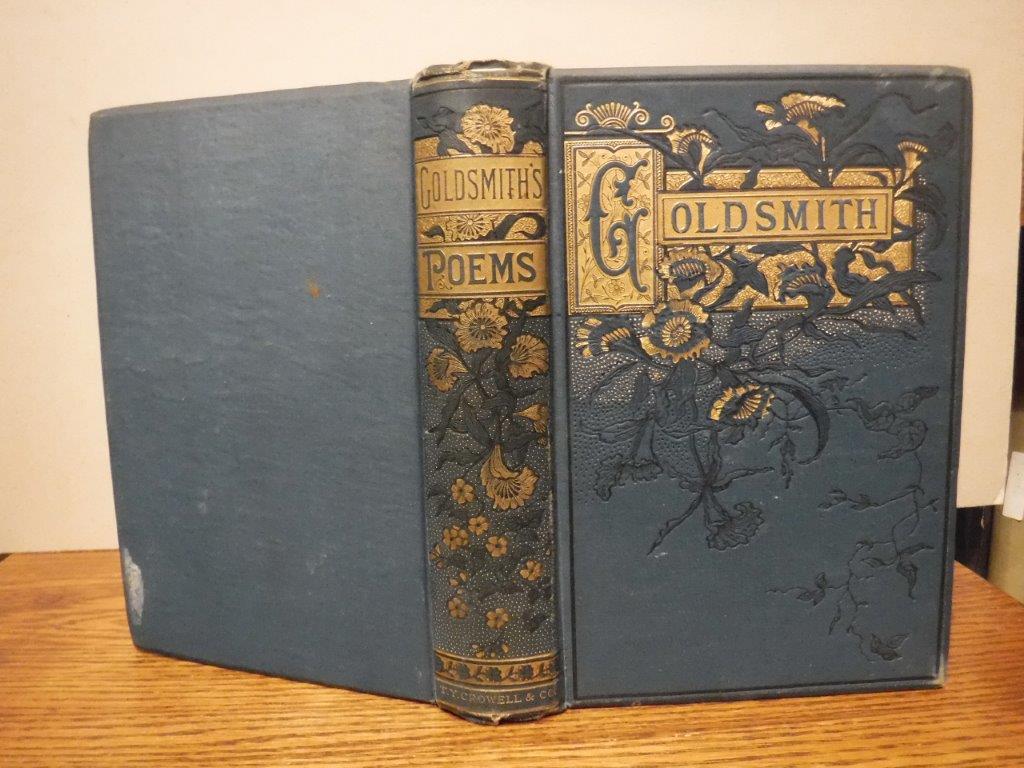 GOLDSMITH'S
POEMS
T.Y. CROWELL & CO.
GOLDSMITH